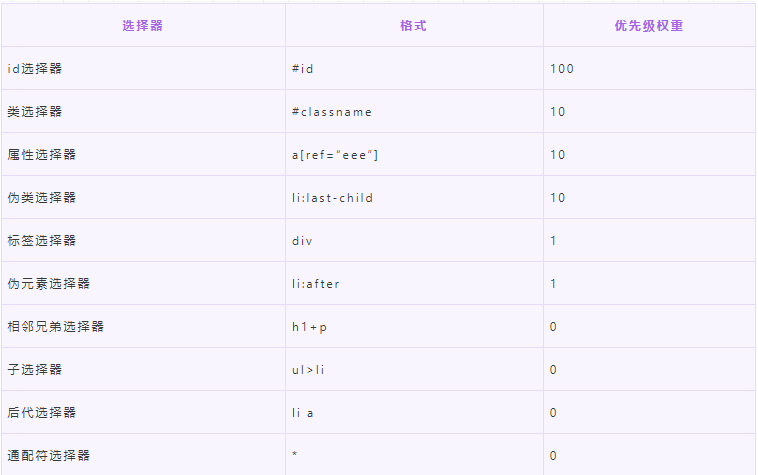 选择器 格式 优先级权重
id选择器 #id 100
类选择器 #classname 10
属性选择器 a[ref=“eee”] 10
伪类选择器 li:last-child 10
标签选择器 div 1
伪元素选择器 li:after 1
相邻兄弟选择器 h1+p 0
子选择器 ul>li 0
后代选择器 li a 0
通配符选择器 * 0